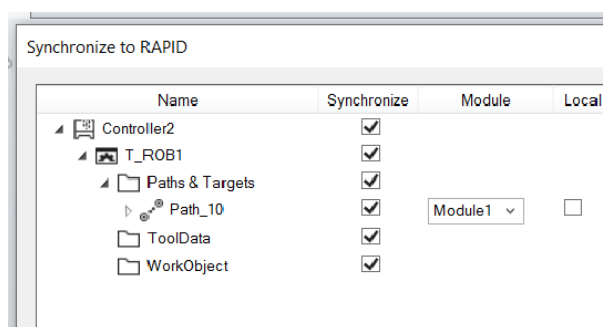 Synchronize to RAPID
Name Synchronize Module Local
Controller2
T_ROB1
Paths & Targets
Path_10 Module1
ToolData
WorkObject